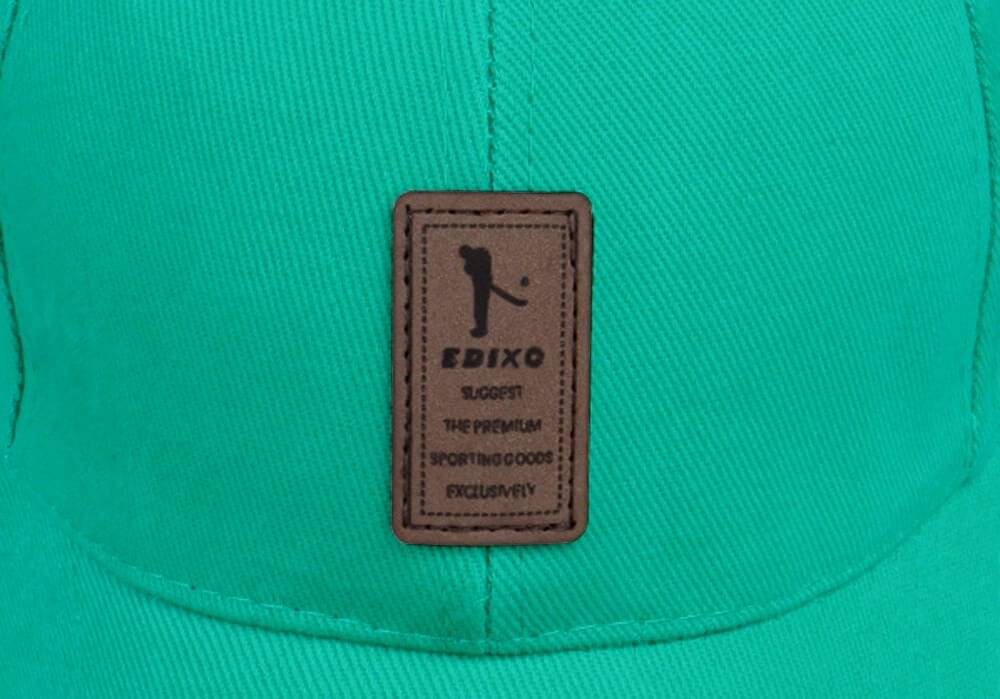 EDIXO
SUGGEST
THE PREMIUM
SPORTING GOODS
EXCLUSIVELY